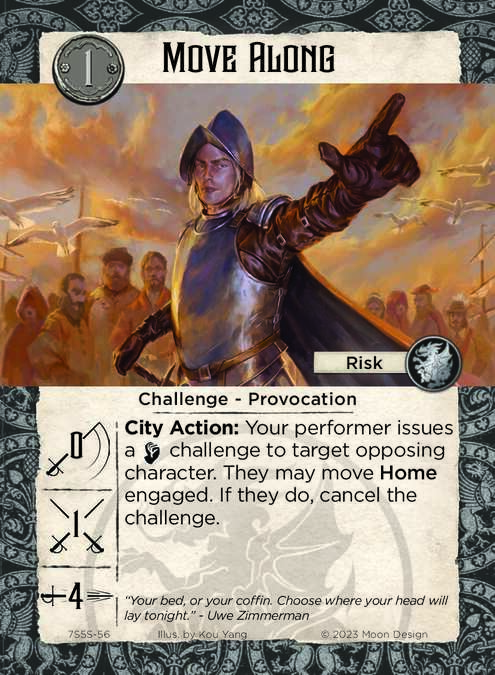 1
MOVE ALONG
Risk
Challenge - Provocation
0
City Action: Your performer issues
a challenge to target opposing
character. They may move Home
engaged. If they do, cancel the
challenge.
1
4
"Your bed, or your coffin. Choose where your head will
lay tonight." - Uwe Zimmerman
7S5S-56 Illus. by Kou Yang © 2023 Moon Design